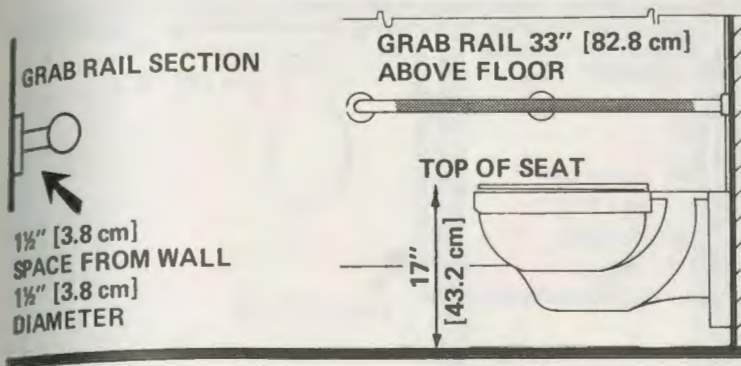 GRAB RAIL SECTION
1½" [3.8 cm]
SPACE FROM WALL
1½" [3.8 cm]
DIAMETER
GRAB RAIL 33" [82.8 cm]
ABOVE FLOOR
TOP OF SEAT
17"
[43.2 cm]